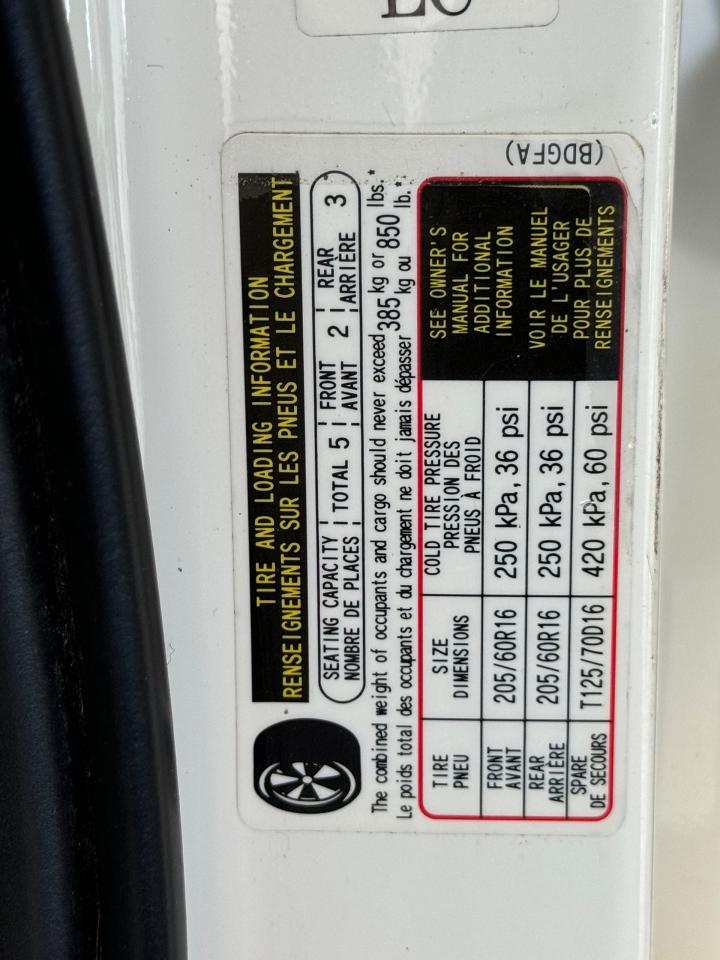 (BDGFA)
TIRE AND LOADING INFORMATION
RENSEIGNEMENTS SUR LES PNEUS ET LE CHARGEMENT
SEATING CAPACITY | TOTAL 5 | FRONT 2 | REAR 3
NOMBRE DE PLACES | AVANT | ARRIÈRE
The combined weight of occupants and cargo should never exceed 385 kg or 850 lbs.*
Le poids total des occupants et du chargement ne doit jamais dépasser 385 kg ou 850 lb.*
TIRE
PNEU
SIZE
DIMENSIONS
COLD TIRE PRESSURE
PRESSION DES
PNEUS À FROID
FRONT
AVANT
205/60R16
250 kPa, 36 psi
REAR
ARRIÈRE
205/60R16
250 kPa, 36 psi
SPARE
DE SECOURS
T125/70D16
420 kPa, 60 psi
SEE OWNER'S
MANUAL FOR
ADDITIONAL
INFORMATION
VOIR LE MANUEL
DE L'USAGER
POUR PLUS DE
RENSEIGNEMENTS